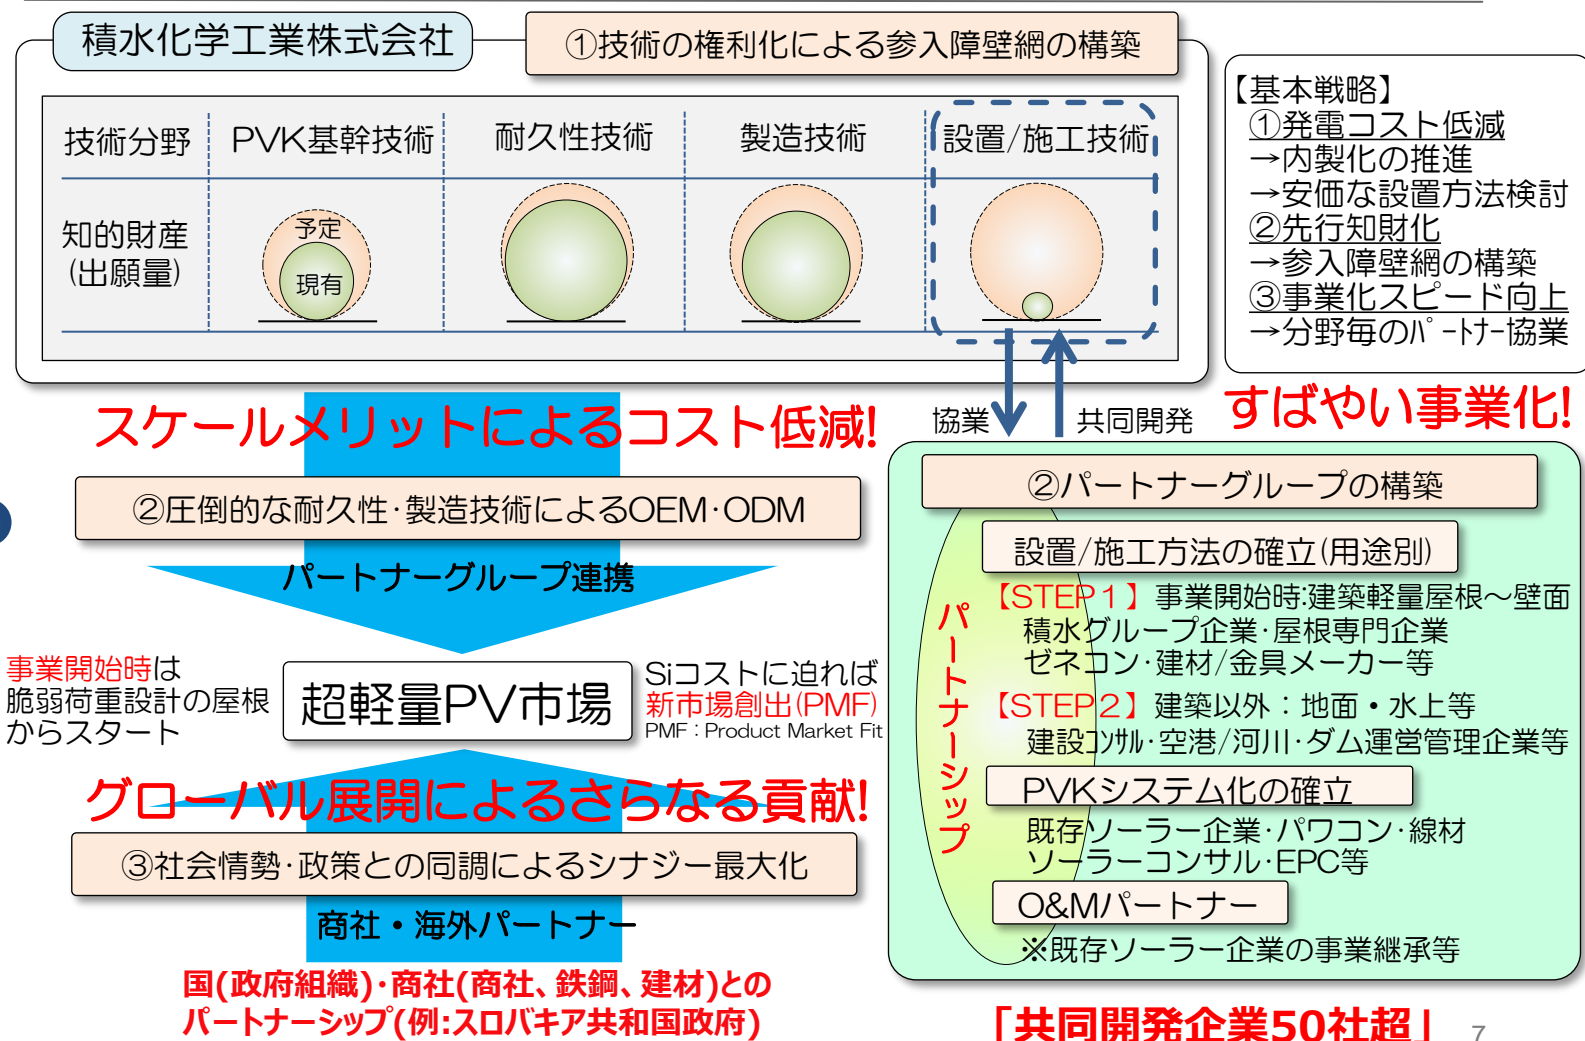 積水化学工業株式会社
①技術の権利化による参入障壁網の構築
技術分野
PVK基幹技術
耐久性技術
製造技術
設置/施工技術
知的財産
(出願量)
予定
現有
【基本戦略】
①発電コスト低減
→内製化の推進
→安価な設置方法検討
②先行知財化
→参入障壁網の構築
③事業化スピード向上
→分野毎のﾊﾟｰﾄﾅｰ協業
スケールメリットによるコスト低減!
協業
共同開発
すばやい事業化!
②圧倒的な耐久性･製造技術によるOEM･ODM
パートナーグループ連携
事業開始時は
脆弱荷重設計の屋根
からスタート
超軽量PV市場
Siコストに迫れば
新市場創出(PMF)
PMF：Product Market Fit
グローバル展開によるさらなる貢献!
③社会情勢･政策との同調によるシナジー最大化
商社・海外パートナー
国(政府組織)･商社(商社、鉄鋼、建材)との
パートナーシップ(例:スロバキア共和国政府)
②パートナーグループの構築
パートナーシップ
設置/施工方法の確立(用途別)
【STEP１】事業開始時:建築軽量屋根～壁面
積水グループ企業･屋根専門企業
ゼネコン･建材/金具メーカー等
【STEP２】建築以外：地面・水上等
建設ｺﾝｻﾙ･空港/河川･ダム運営管理企業等
PVKシステム化の確立
既存ソーラー企業･パワコン･線材
ソーラーコンサル･EPC等
O&Mパートナー
※既存ソーラー企業の事業継承等
「共同開発企業50社超」
7